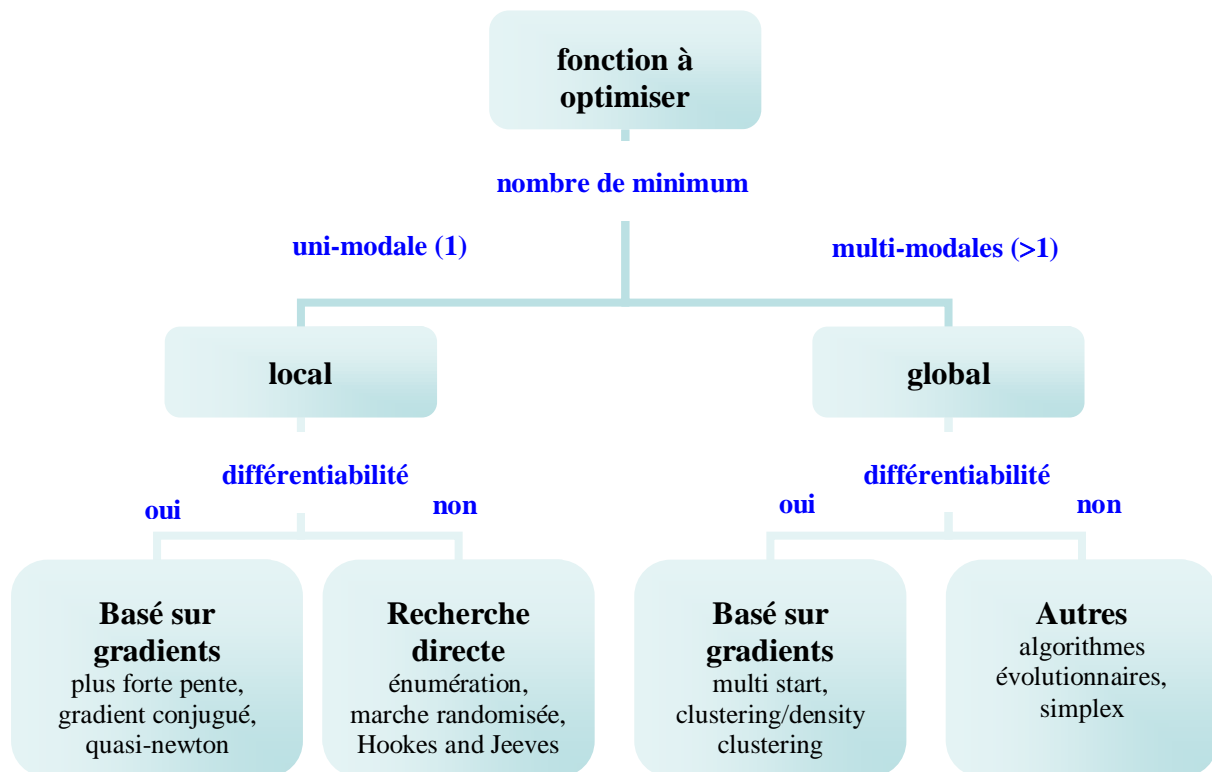 fonction à
optimiser
nombre de minimum
uni-modale (1)
multi-modales (>1)
local
global
différentiabilité
oui
non
différentiabilité
oui
non
Basé sur
gradients
plus forte pente,
gradient conjugué,
quasi-newton
Recherche
directe
énumération,
marche randomisée,
Hookes and Jeeves
Basé sur
gradients
multi start,
clustering/density
clustering
Autres
algorithmes
évolutionnaires,
simplex